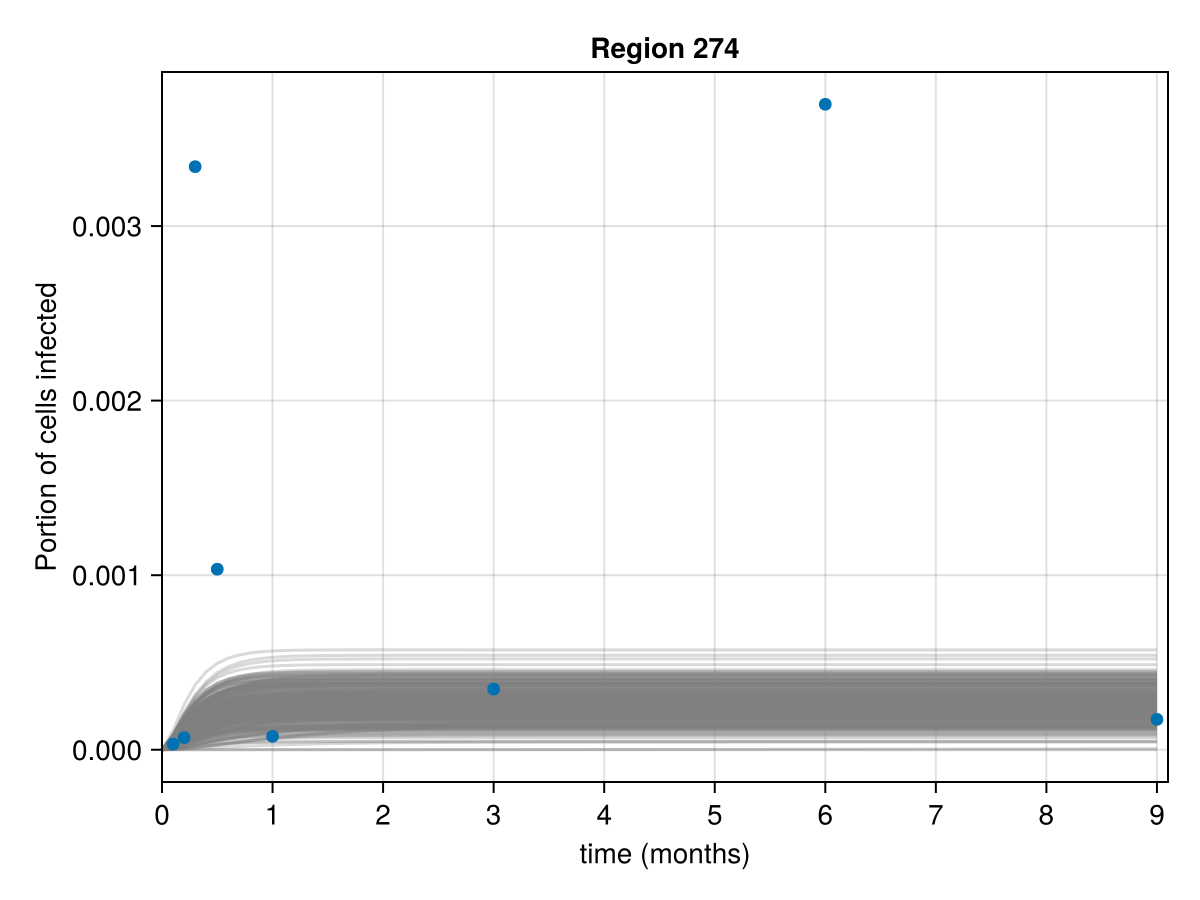 Region 274
Portion of cells infected
0.003
0.002
0.001
0.000
0 1 2 3 4 5 6 7 8 9
time (months)